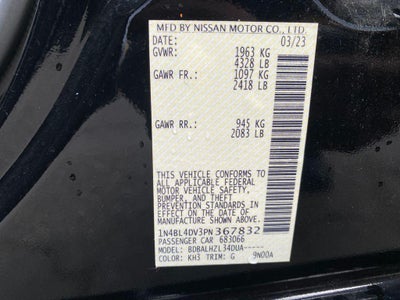 MFD BY NISSAN MOTOR CO., LTD.
DATE: 03/23
GVWR: 1963 KG
4328 LB
GAWR FR.: 1097 KG
2418 LB
GAWR RR.: 945 KG
2083 LB
THIS VEHICLE CONFORMS TO
ALL APPLICABLE FEDERAL
MOTOR VEHICLE SAFETY,
BUMPER, AND THEFT
PREVENTION STANDARDS IN
EFFECT ON THE DATE OF
MANUFACTURE SHOWN ABOVE.
1N4BL4DV3PN367832
PASSENGER CAR 683066
MODEL: BDBALHZL34DUA-----
COLOR: KH3 TRIM: G 9N00A